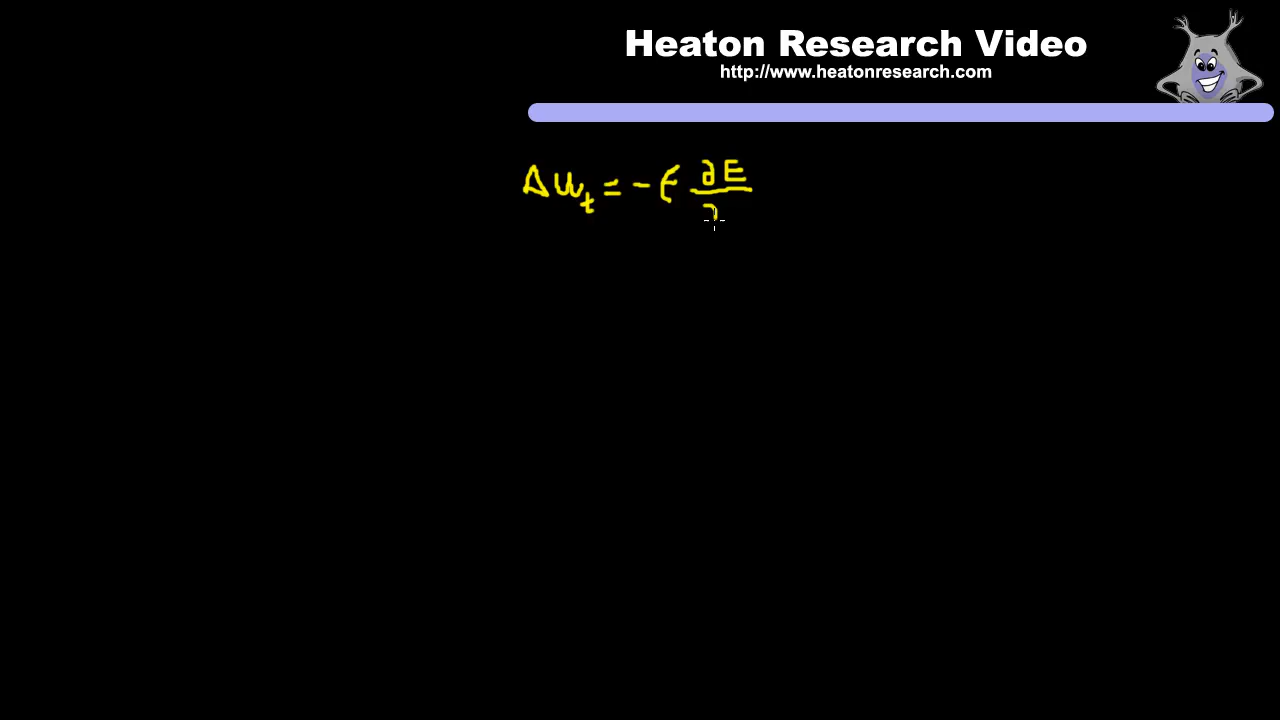 Heaton Research Video
http://www.heatonresearch.com
Δw_t = -ε ∂E/∂